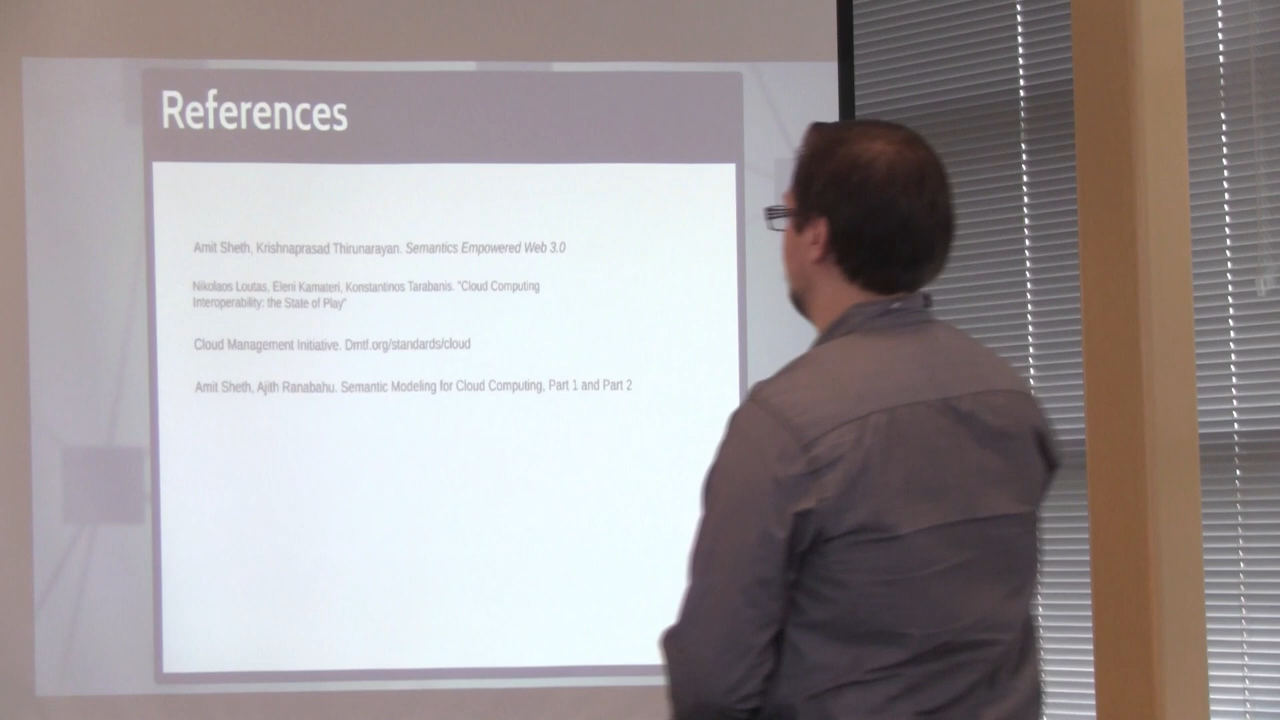 References
Amit Sheth, Krishnaprasad Thirunarayan. Semantics Empowered Web 3.0
Nikolaos Loutas, Eleni Kamateri, Konstantinos Tarabanis. "Cloud Computing
Interoperability: the State of Play"
Cloud Management Initiative. Dmtf.org/standards/cloud
Amit Sheth, Ajith Ranabahu. Semantic Modeling for Cloud Computing, Part 1 and Part 2